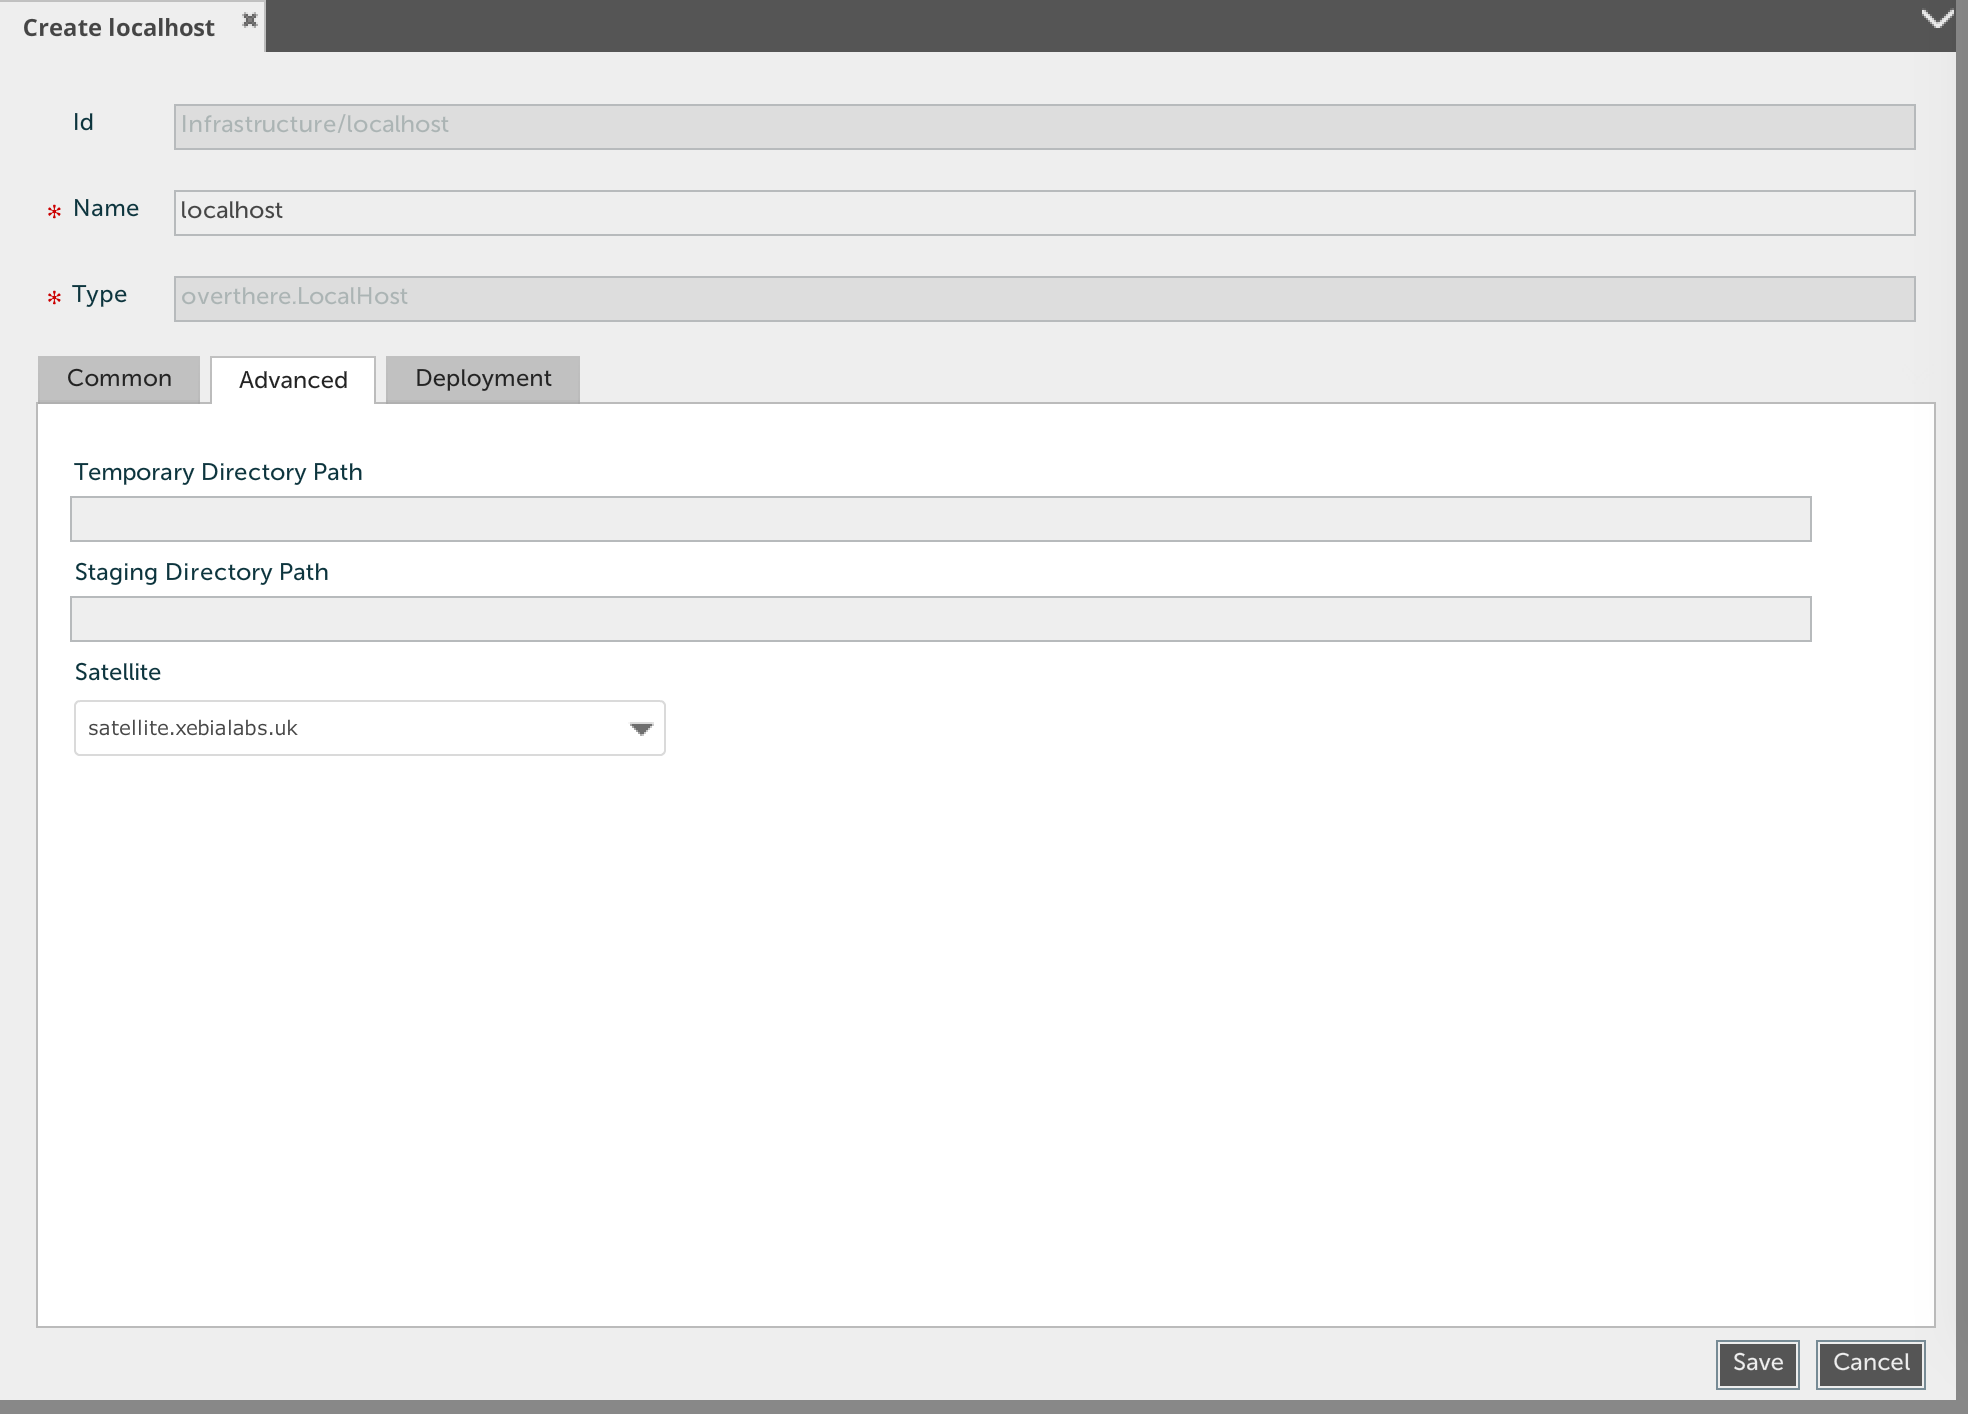 Create localhost
Id Infrastructure/localhost
* Name localhost
* Type overthere.LocalHost
Common Advanced Deployment
Temporary Directory Path
Staging Directory Path
Satellite
satellite.xebialabs.uk
Save Cancel